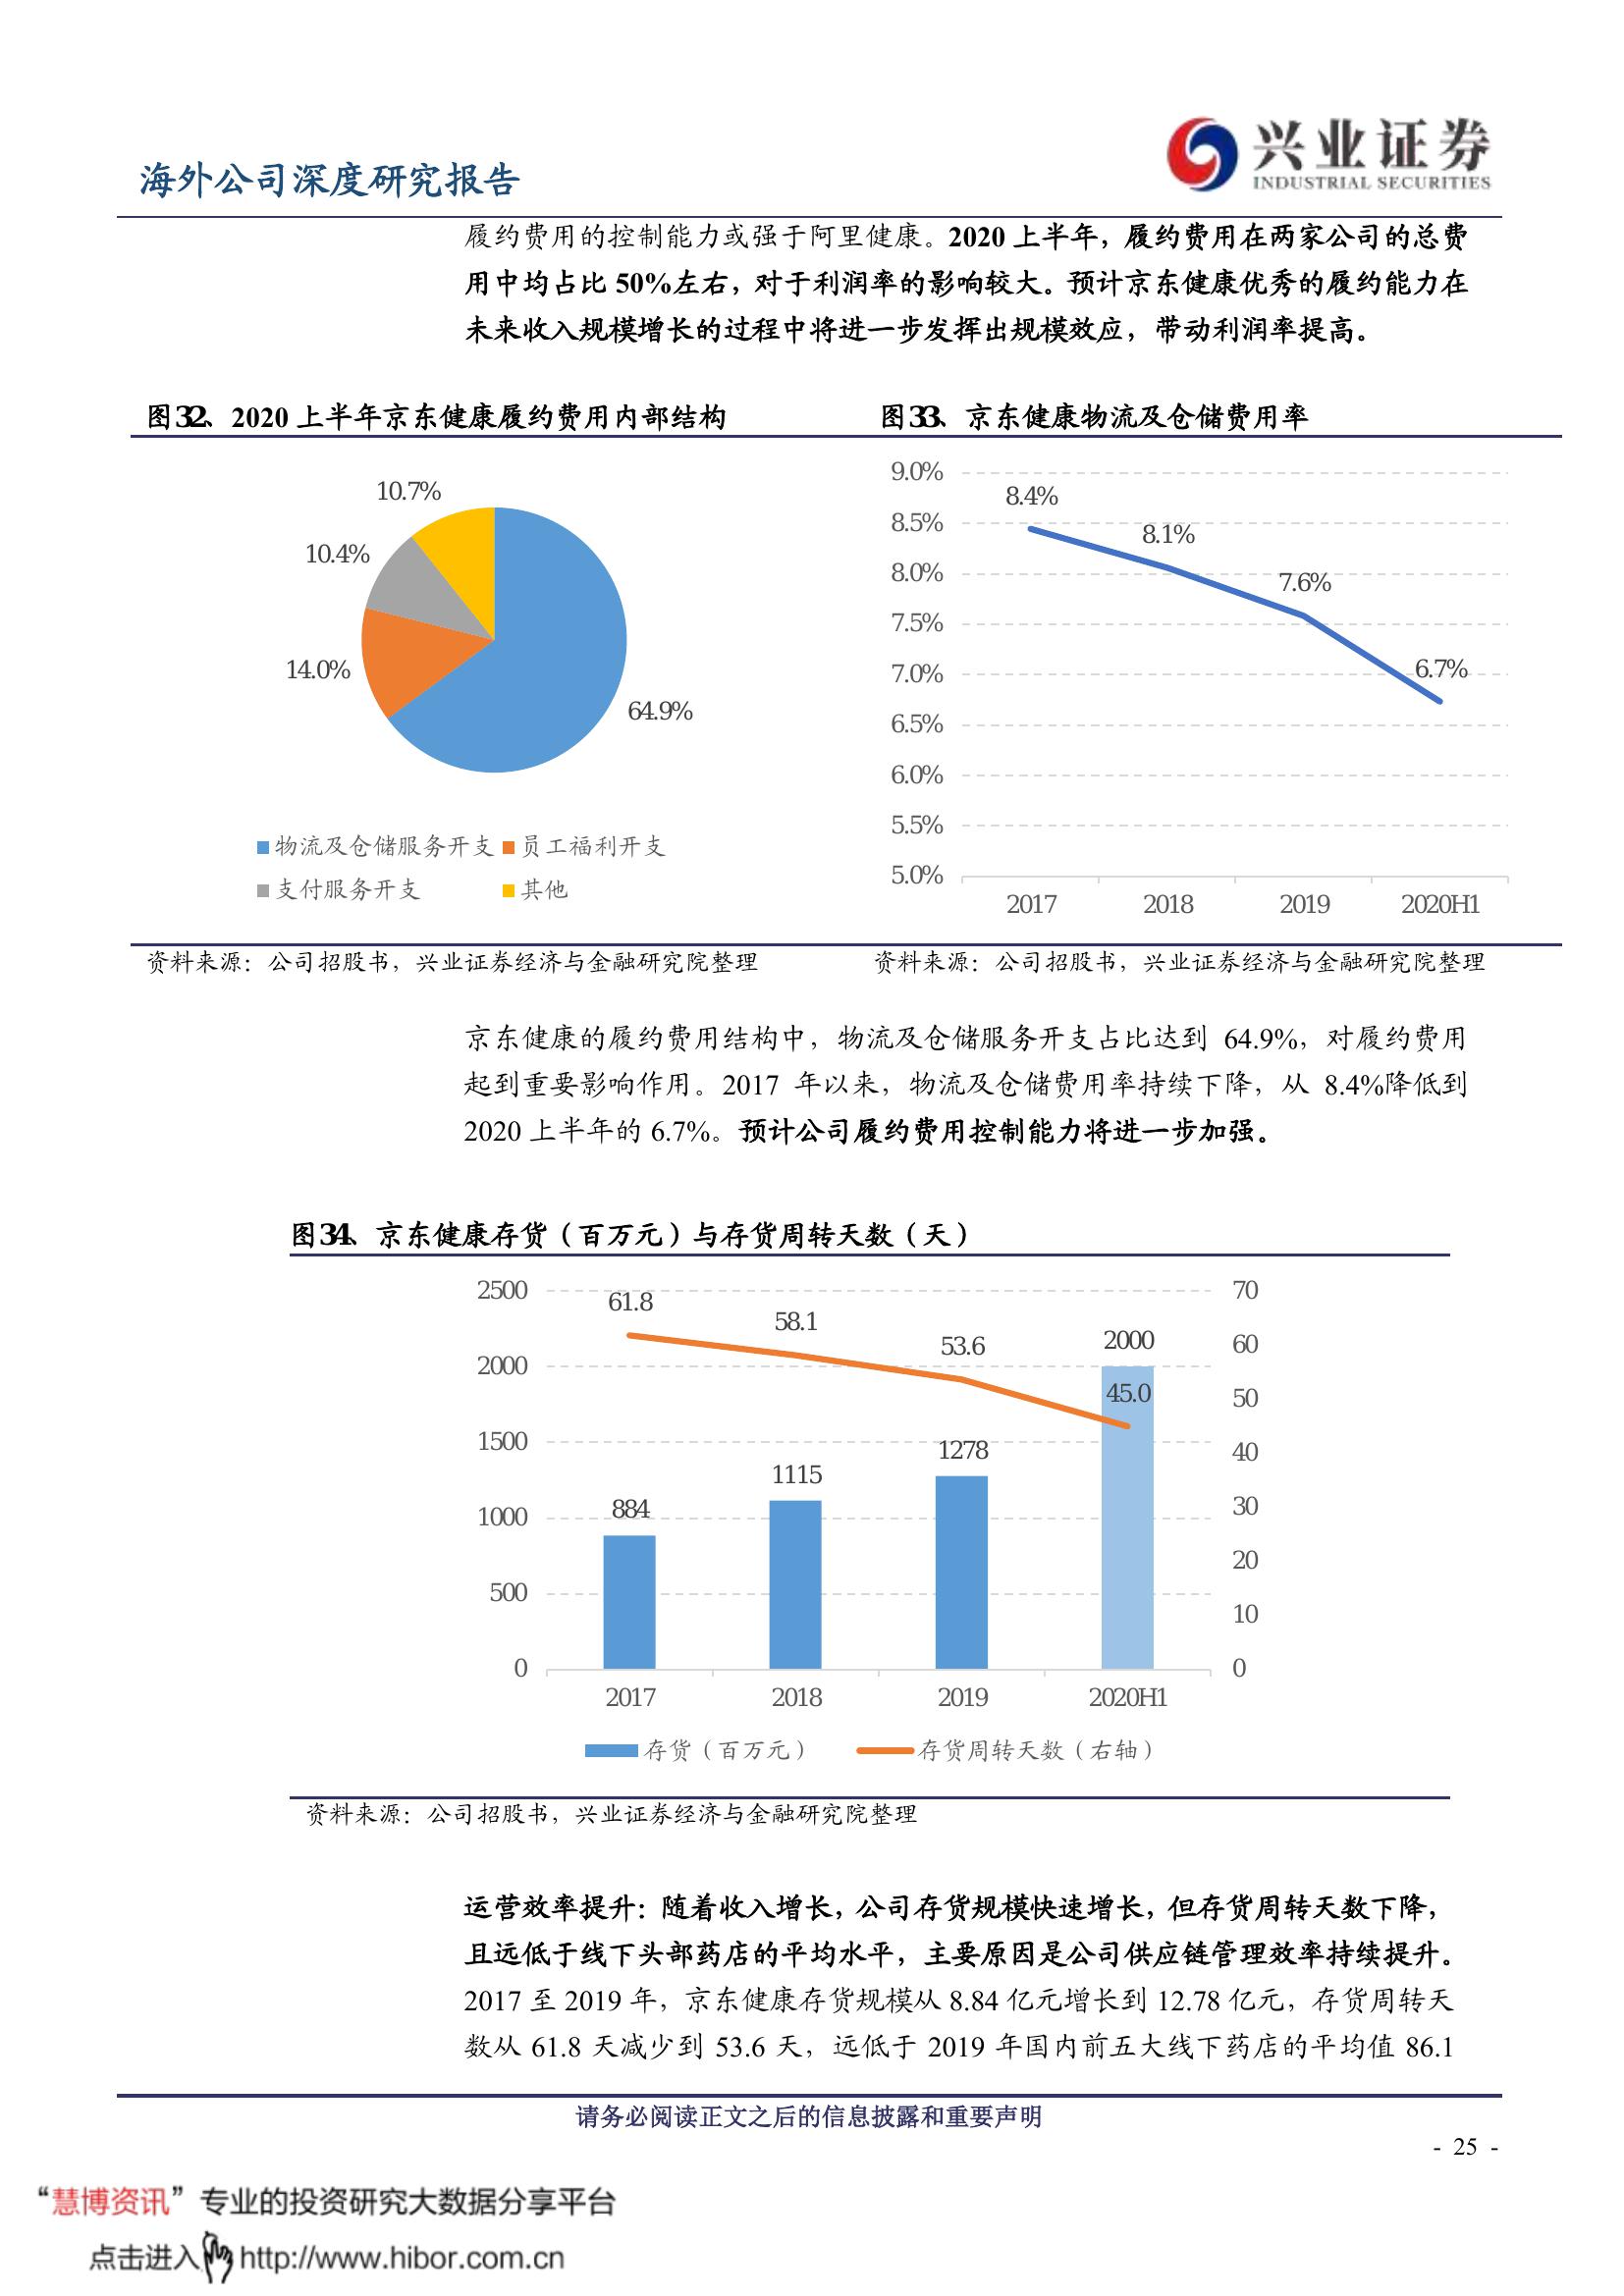 海外公司深度研究报告
兴业证券
INDUSTRIAL SECURITIES
履约费用的控制能力或强于阿里健康。2020 上半年，履约费用在两家公司的总费
用中均占比 50%左右，对于利润率的影响较大。预计京东健康优秀的履约能力在
未来收入规模增长的过程中将进一步发挥出规模效应，带动利润率提高。
图32、2020 上半年京东健康履约费用内部结构
10.7%
10.4%
14.0%
64.9%
物流及仓储服务开支 员工福利开支
支付服务开支 其他
资料来源：公司招股书，兴业证券经济与金融研究院整理
图33、京东健康物流及仓储费用率
9.0%
8.5%
8.0%
7.5%
7.0%
6.5%
6.0%
5.5%
5.0%
8.4%
8.1%
7.6%
6.7%
2017 2018 2019 2020H1
资料来源：公司招股书，兴业证券经济与金融研究院整理
京东健康的履约费用结构中，物流及仓储服务开支占比达到 64.9%，对履约费用
起到重要影响作用。2017 年以来，物流及仓储费用率持续下降，从 8.4%降低到
2020 上半年的 6.7%。预计公司履约费用控制能力将进一步加强。
图34、京东健康存货（百万元）与存货周转天数（天）
2500
2000
1500
1000
500
0
61.8
58.1
53.6
45.0
884
1115
1278
2000
70
60
50
40
30
20
10
0
2017 2018 2019 2020H1
存货（百万元） 存货周转天数（右轴）
资料来源：公司招股书，兴业证券经济与金融研究院整理
运营效率提升：随着收入增长，公司存货规模快速增长，但存货周转天数下降，
且远低于线下头部药店的平均水平，主要原因是公司供应链管理效率持续提升。
2017 至 2019 年，京东健康存货规模从 8.84 亿元增长到 12.78 亿元，存货周转天
数从 61.8 天减少到 53.6 天，远低于 2019 年国内前五大线下药店的平均值 86.1
请务必阅读正文之后的信息披露和重要声明
- 25 -
“慧博资讯”专业的投资研究大数据分享平台
点击进入 http://www.hibor.com.cn